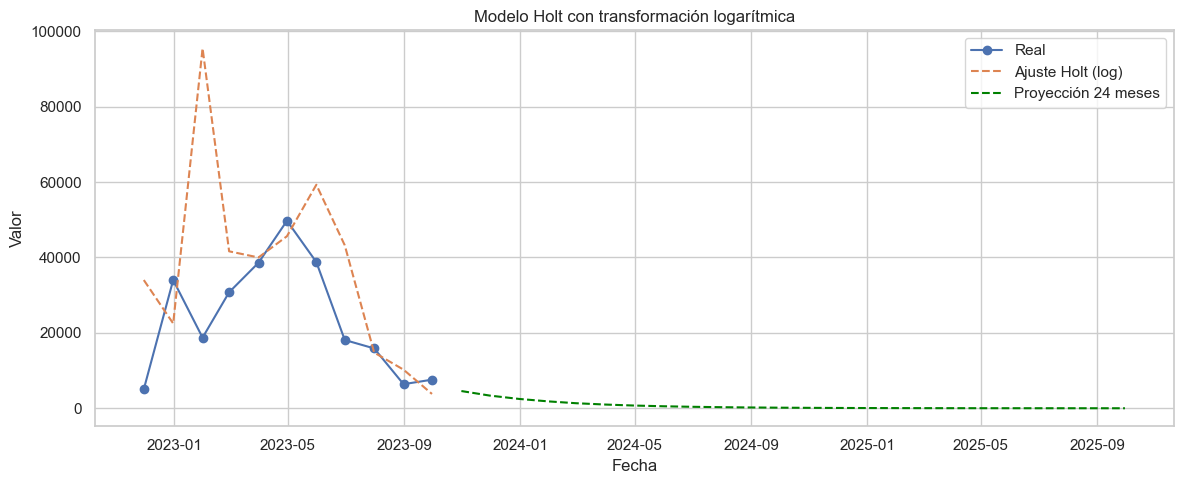 Modelo Holt con transformación logarítmica
100000
80000
60000
40000
20000
0
Valor
Real
Ajuste Holt (log)
Proyección 24 meses
2023-01 2023-05 2023-09 2024-01 2024-05 2024-09 2025-01 2025-05 2025-09
Fecha